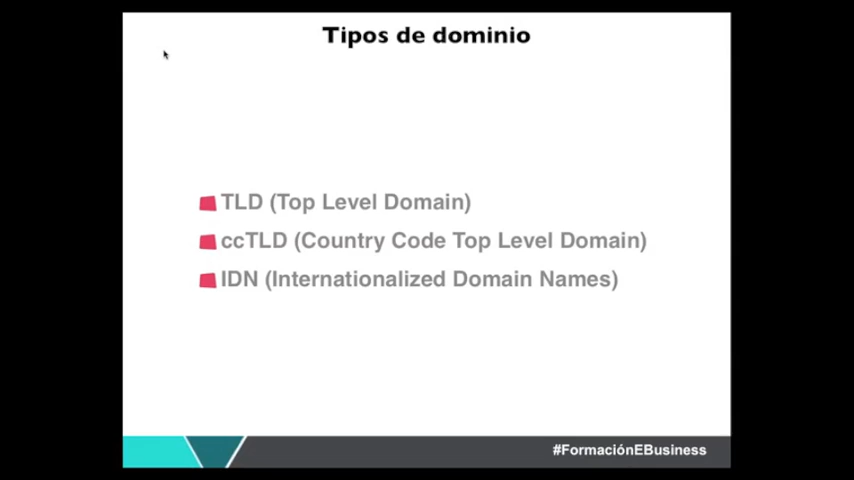 Tipos de dominio
TLD (Top Level Domain)
ccTLD (Country Code Top Level Domain)
IDN (Internationalized Domain Names)
#FormaciónEBusiness